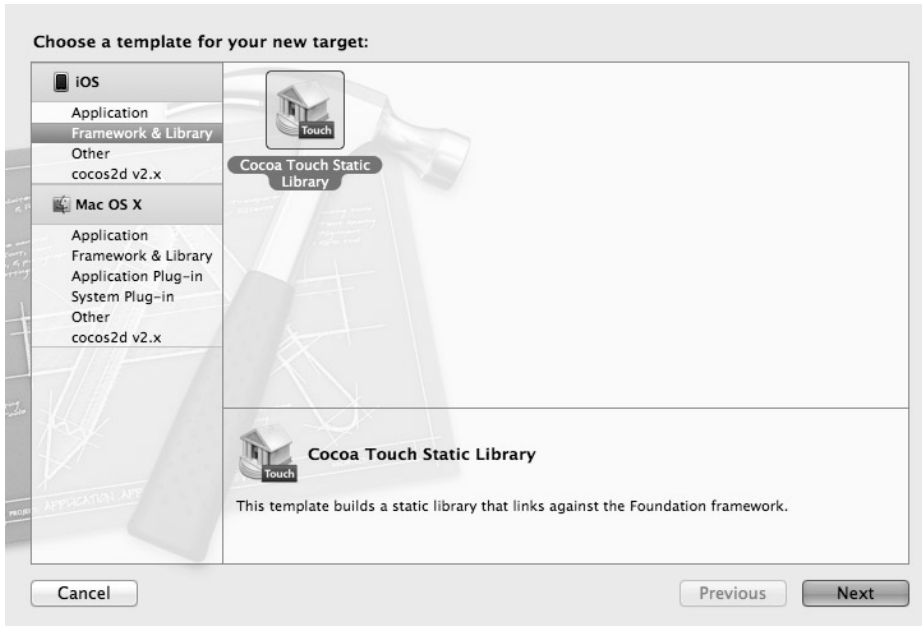 Choose a template for your new target:
iOS
Application
Framework & Library
Other
cocos2d v2.x
Mac OS X
Application
Framework & Library
Application Plug-in
System Plug-in
Other
cocos2d v2.x
Touch
Cocoa Touch Static
Library
Touch
Cocoa Touch Static Library
This template builds a static library that links against the Foundation framework.
Cancel
Previous
Next